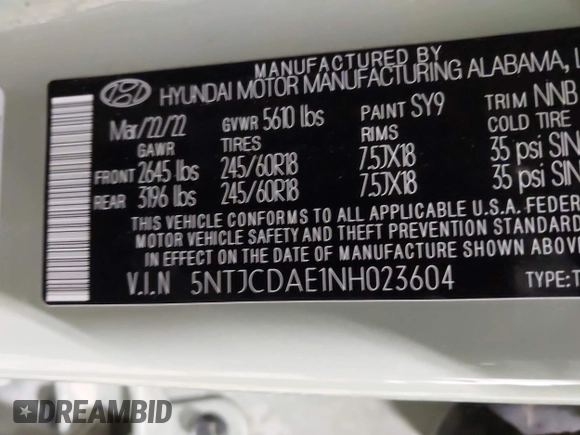 MANUFACTURED BY
HYUNDAI MOTOR MANUFACTURING ALABAMA, L
Mar/22/22 GVWR 5610 lbs PAINT SY9 TRIM NNB
GAWR TIRES RIMS COLD TIRE
FRONT 2645 lbs 245/60R18 7.5JX18 35 psi SIN
REAR 3196 lbs 245/60R18 7.5JX18 35 psi SIN
THIS VEHICLE CONFORMS TO ALL APPLICABLE U.S.A. FEDER
MOTOR VEHICLE SAFETY AND THEFT PREVENTION STANDARD
IN EFFECT ON THE DATE OF MANUFACTURE SHOWN ABOVE.
V.I.N 5NTJCDAE1NH023604 TYPE:T
DREAMBID